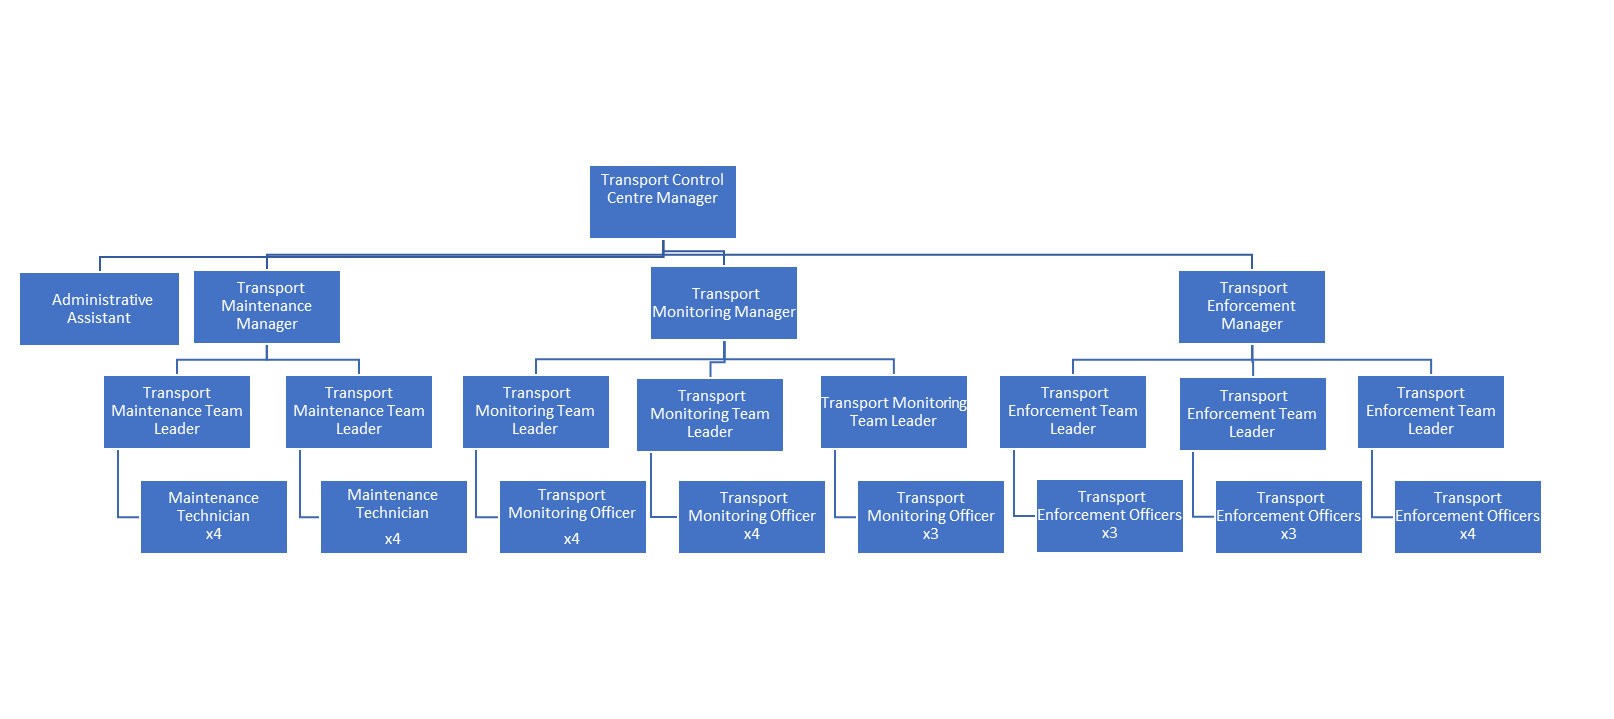 Transport Control
Centre Manager
Administrative
Assistant
Transport
Maintenance
Manager
Transport
Monitoring Manager
Transport
Enforcement
Manager
Transport
Maintenance Team
Leader
Transport
Maintenance Team
Leader
Transport
Monitoring Team
Leader
Transport
Monitoring Team
Leader
Transport Monitoring
Team Leader
Transport
Enforcement Team
Leader
Transport
Enforcement Team
Leader
Transport
Enforcement Team
Leader
Maintenance
Technician
x4
Maintenance
Technician
x4
Transport
Monitoring Officer
x4
Transport
Monitoring Officer
x4
Transport
Monitoring Officer
x3
Transport
Enforcement Officers
x3
Transport
Enforcement Officers
x3
Transport
Enforcement Officers
x4